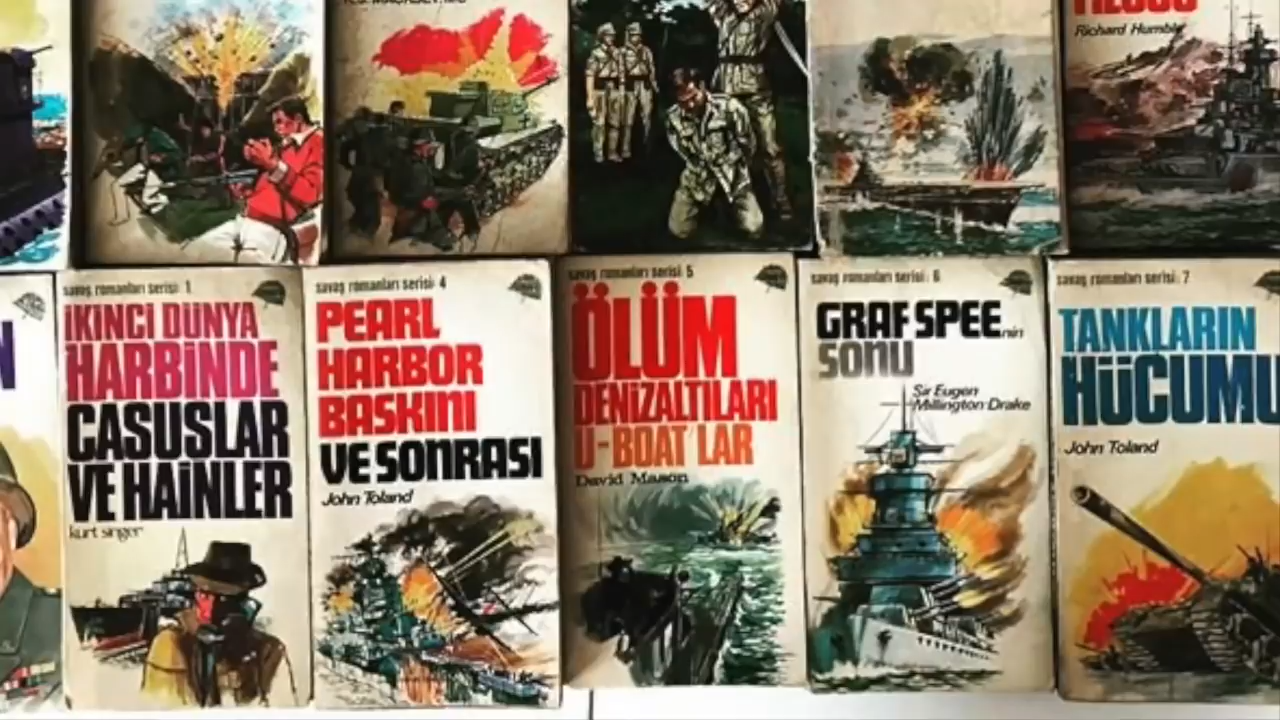 Richard Humble
N
savaş romanları serisi: 1
İKİNCİ DÜNYA
HARBİNDE
CASUSLAR
VE HAİNLER
kurt singer
savaş romanları serisi: 4
PEARL
HARBOR
BASKINI
VE SONRASI
John Toland
savaş romanları serisi: 5
ÖLÜM
DENİZALTILARI
U-BOAT LAR
David Mason
savaş romanları serisi: 6
GRAF SPEE nin
SONU
Sir Eugen
Millington-Drake
savaş romanları serisi: 7
TANKLARIN
HÜCUMU
John Toland